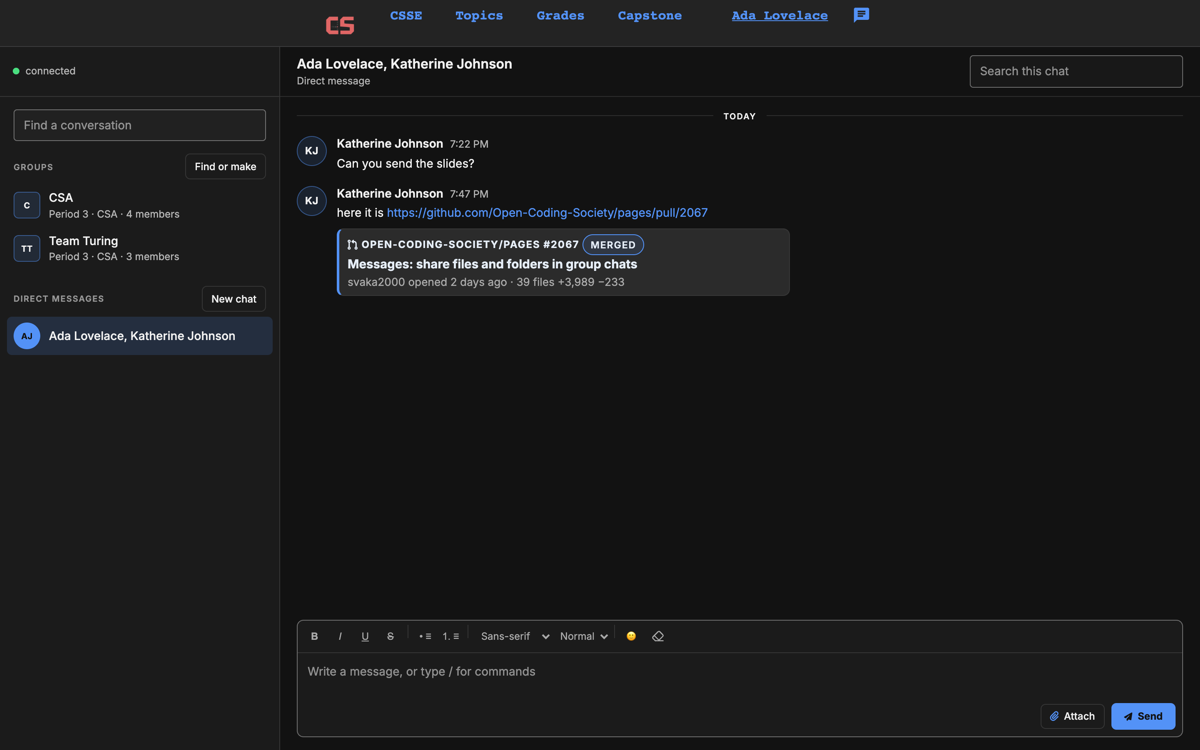 CS
CSSE Topics Grades Capstone Ada Lovelace
connected
Find a conversation
GROUPS Find or make
C CSA
Period 3 · CSA · 4 members
TT Team Turing
Period 3 · CSA · 3 members
DIRECT MESSAGES New chat
AJ Ada Lovelace, Katherine Johnson
Ada Lovelace, Katherine Johnson
Direct message
Search this chat
TODAY
KJ Katherine Johnson 7:22 PM
Can you send the slides?
KJ Katherine Johnson 7:47 PM
here it is https://github.com/Open-Coding-Society/pages/pull/2067
OPEN-CODING-SOCIETY/PAGES #2067 MERGED
Messages: share files and folders in group chats
svaka2000 opened 2 days ago · 39 files +3,989 −233
B I U S 1. Sans-serif Normal
Write a message, or type / for commands
Attach Send